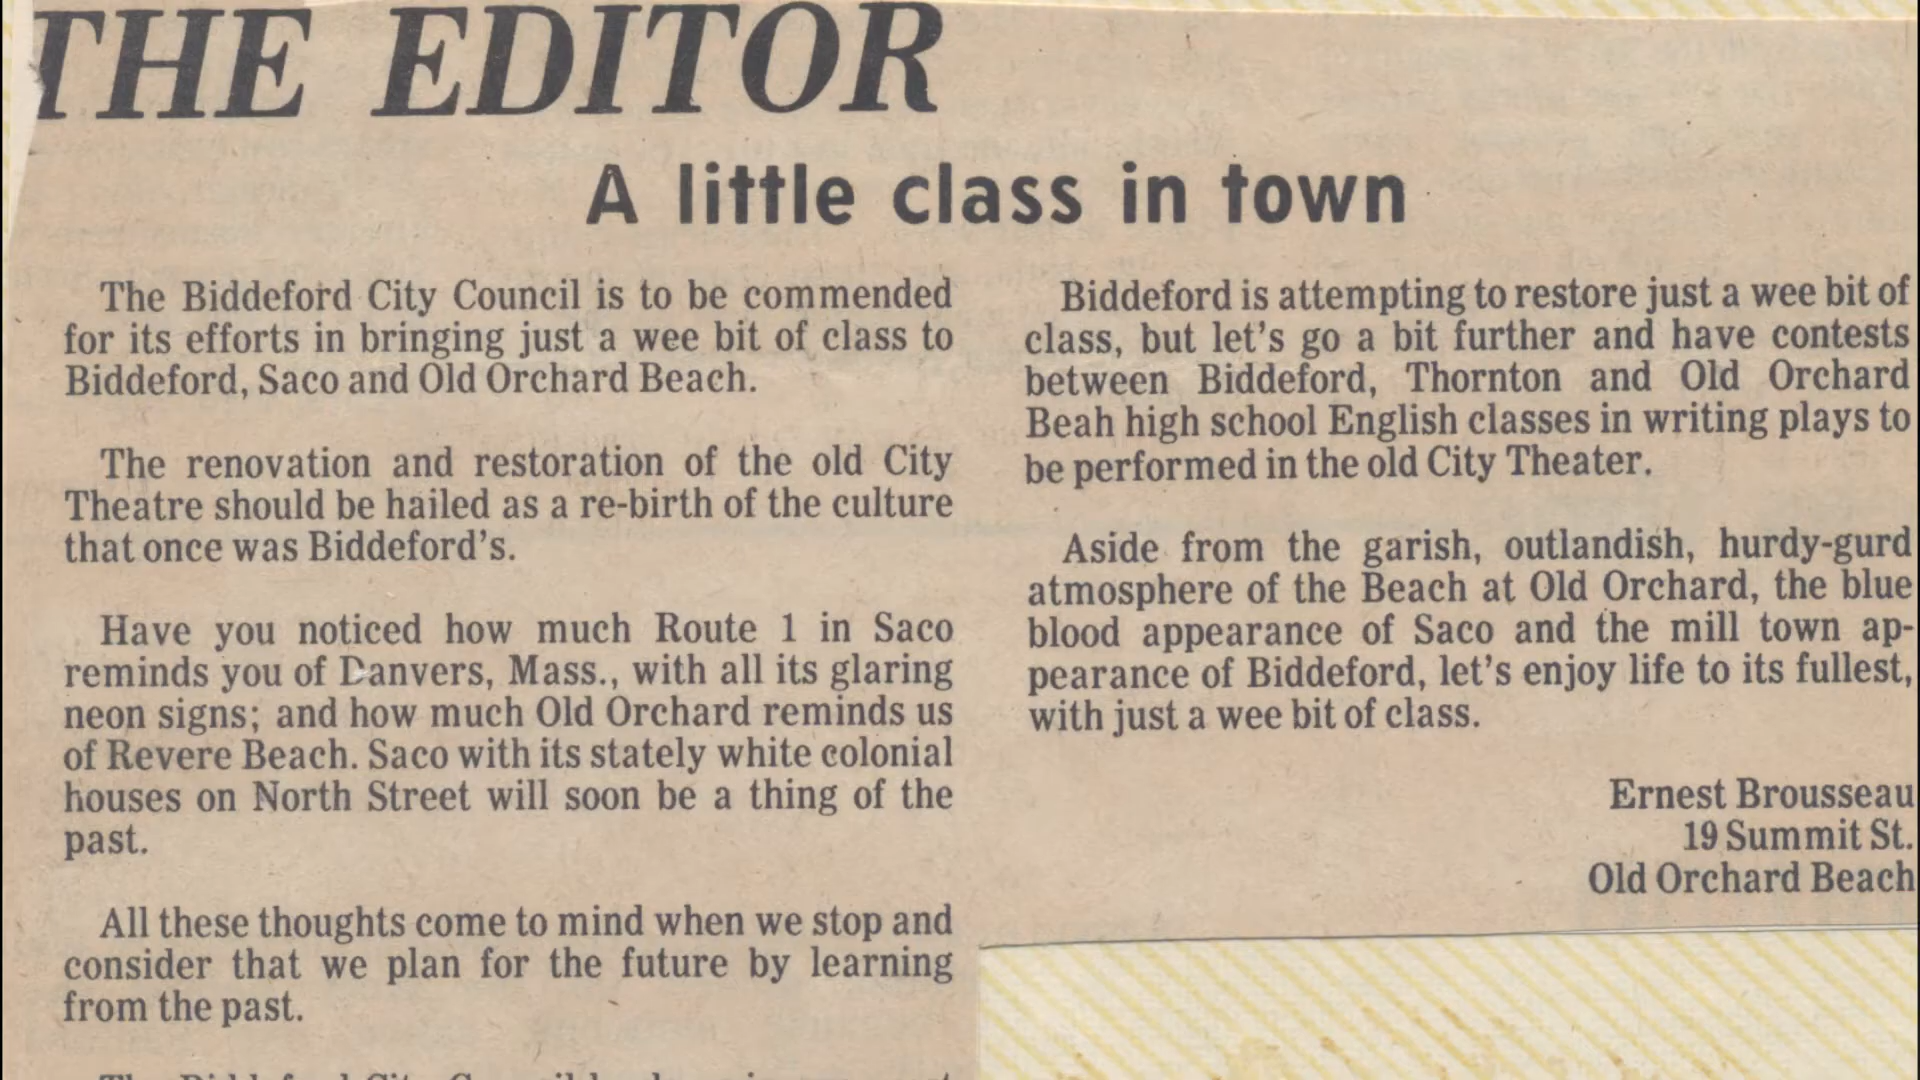 THE EDITOR
A little class in town
The Biddeford City Council is to be commended
for its efforts in bringing just a wee bit of class to
Biddeford, Saco and Old Orchard Beach.
The renovation and restoration of the old City
Theatre should be hailed as a re-birth of the culture
that once was Biddeford's.
Have you noticed how much Route 1 in Saco
reminds you of Danvers, Mass., with all its glaring
neon signs; and how much Old Orchard reminds us
of Revere Beach. Saco with its stately white colonial
houses on North Street will soon be a thing of the
past.
All these thoughts come to mind when we stop and
consider that we plan for the future by learning
from the past.
The Biddeford City Council
Biddeford is attempting to restore just a wee bit of
class, but let's go a bit further and have contests
between Biddeford, Thornton and Old Orchard
Beah high school English classes in writing plays to
be performed in the old City Theater.
Aside from the garish, outlandish, hurdy-gurd
atmosphere of the Beach at Old Orchard, the blue
blood appearance of Saco and the mill town ap-
pearance of Biddeford, let's enjoy life to its fullest,
with just a wee bit of class.
Ernest Brousseau
19 Summit St.
Old Orchard Beach